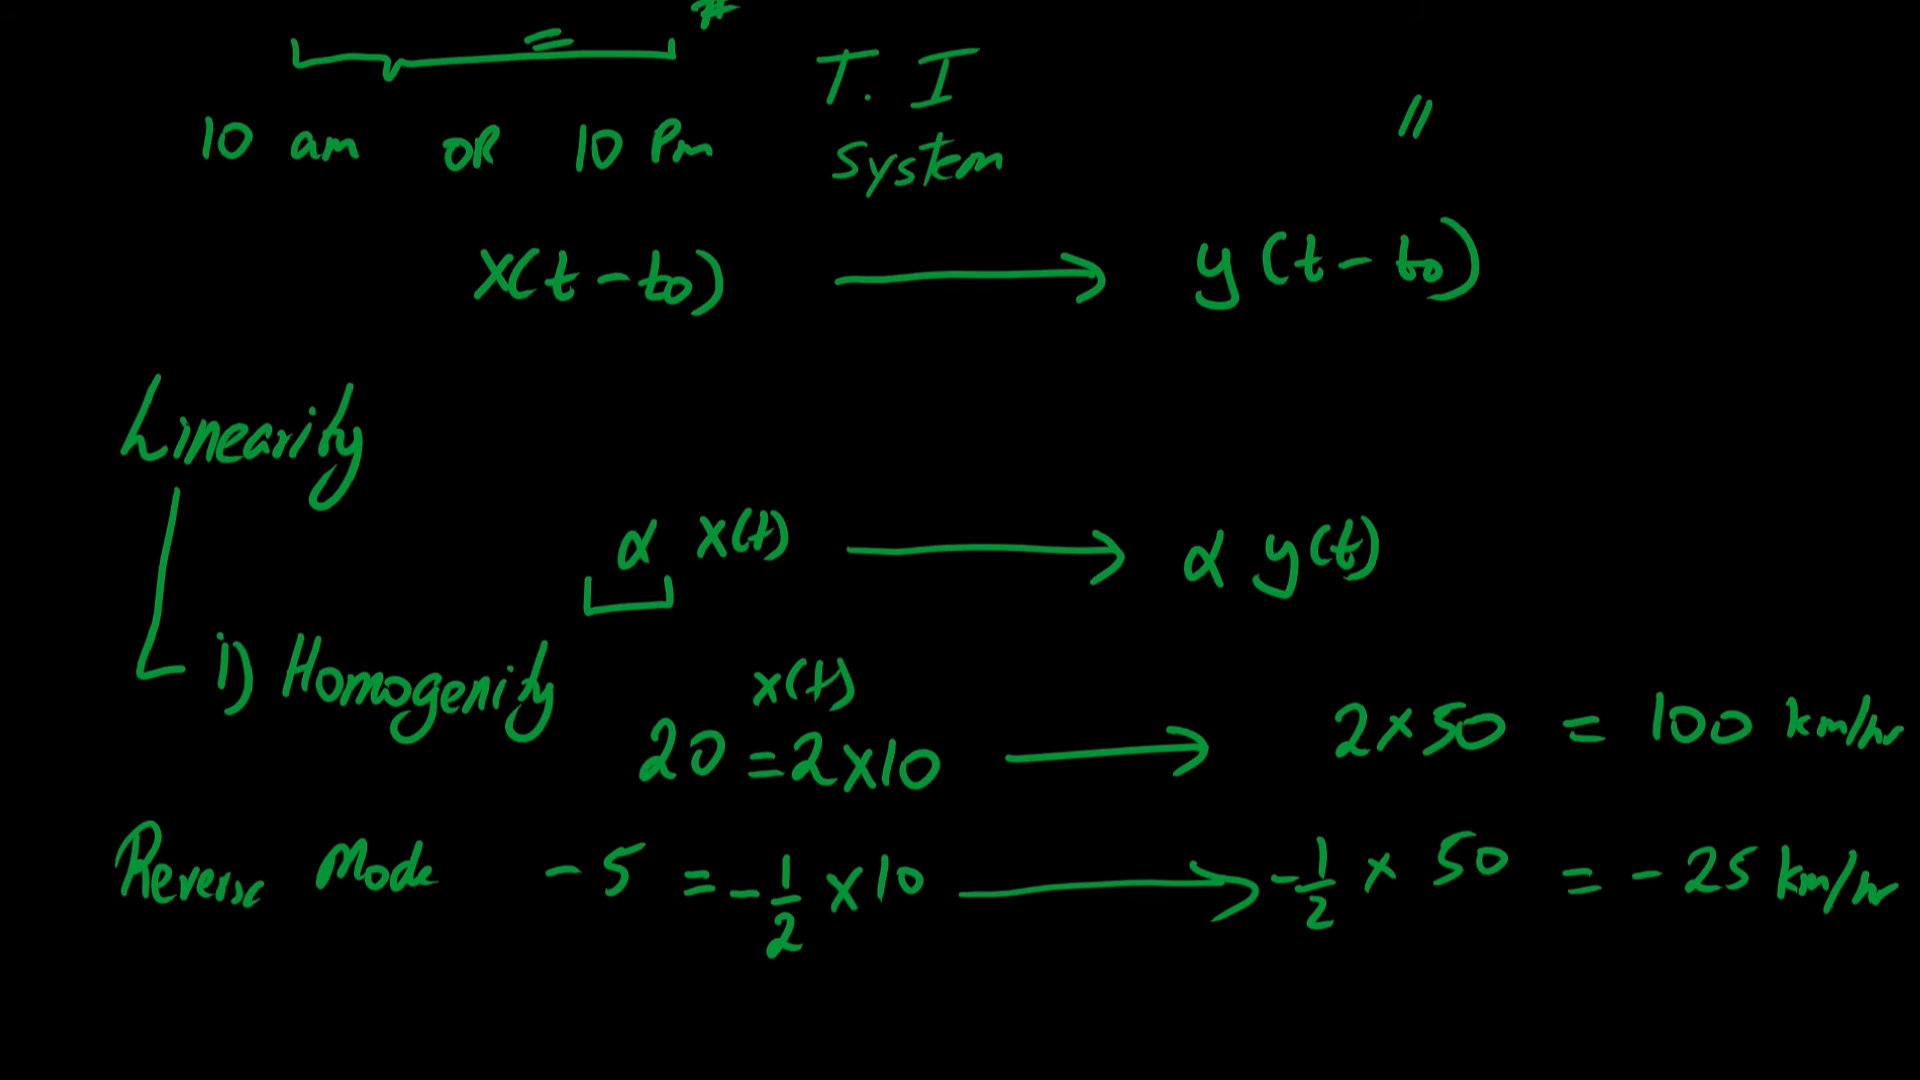 T. I
10 am OR 10 Pm System
x(t-to) → y(t-to)
Linearity
α x(t) → α y(t)
i) Homogenity
x(t)
20 = 2x10 → 2x50 = 100 km/hr
Reverse Mode -5 = -1/2 x10 → -1/2 x 50 = -25 km/hr